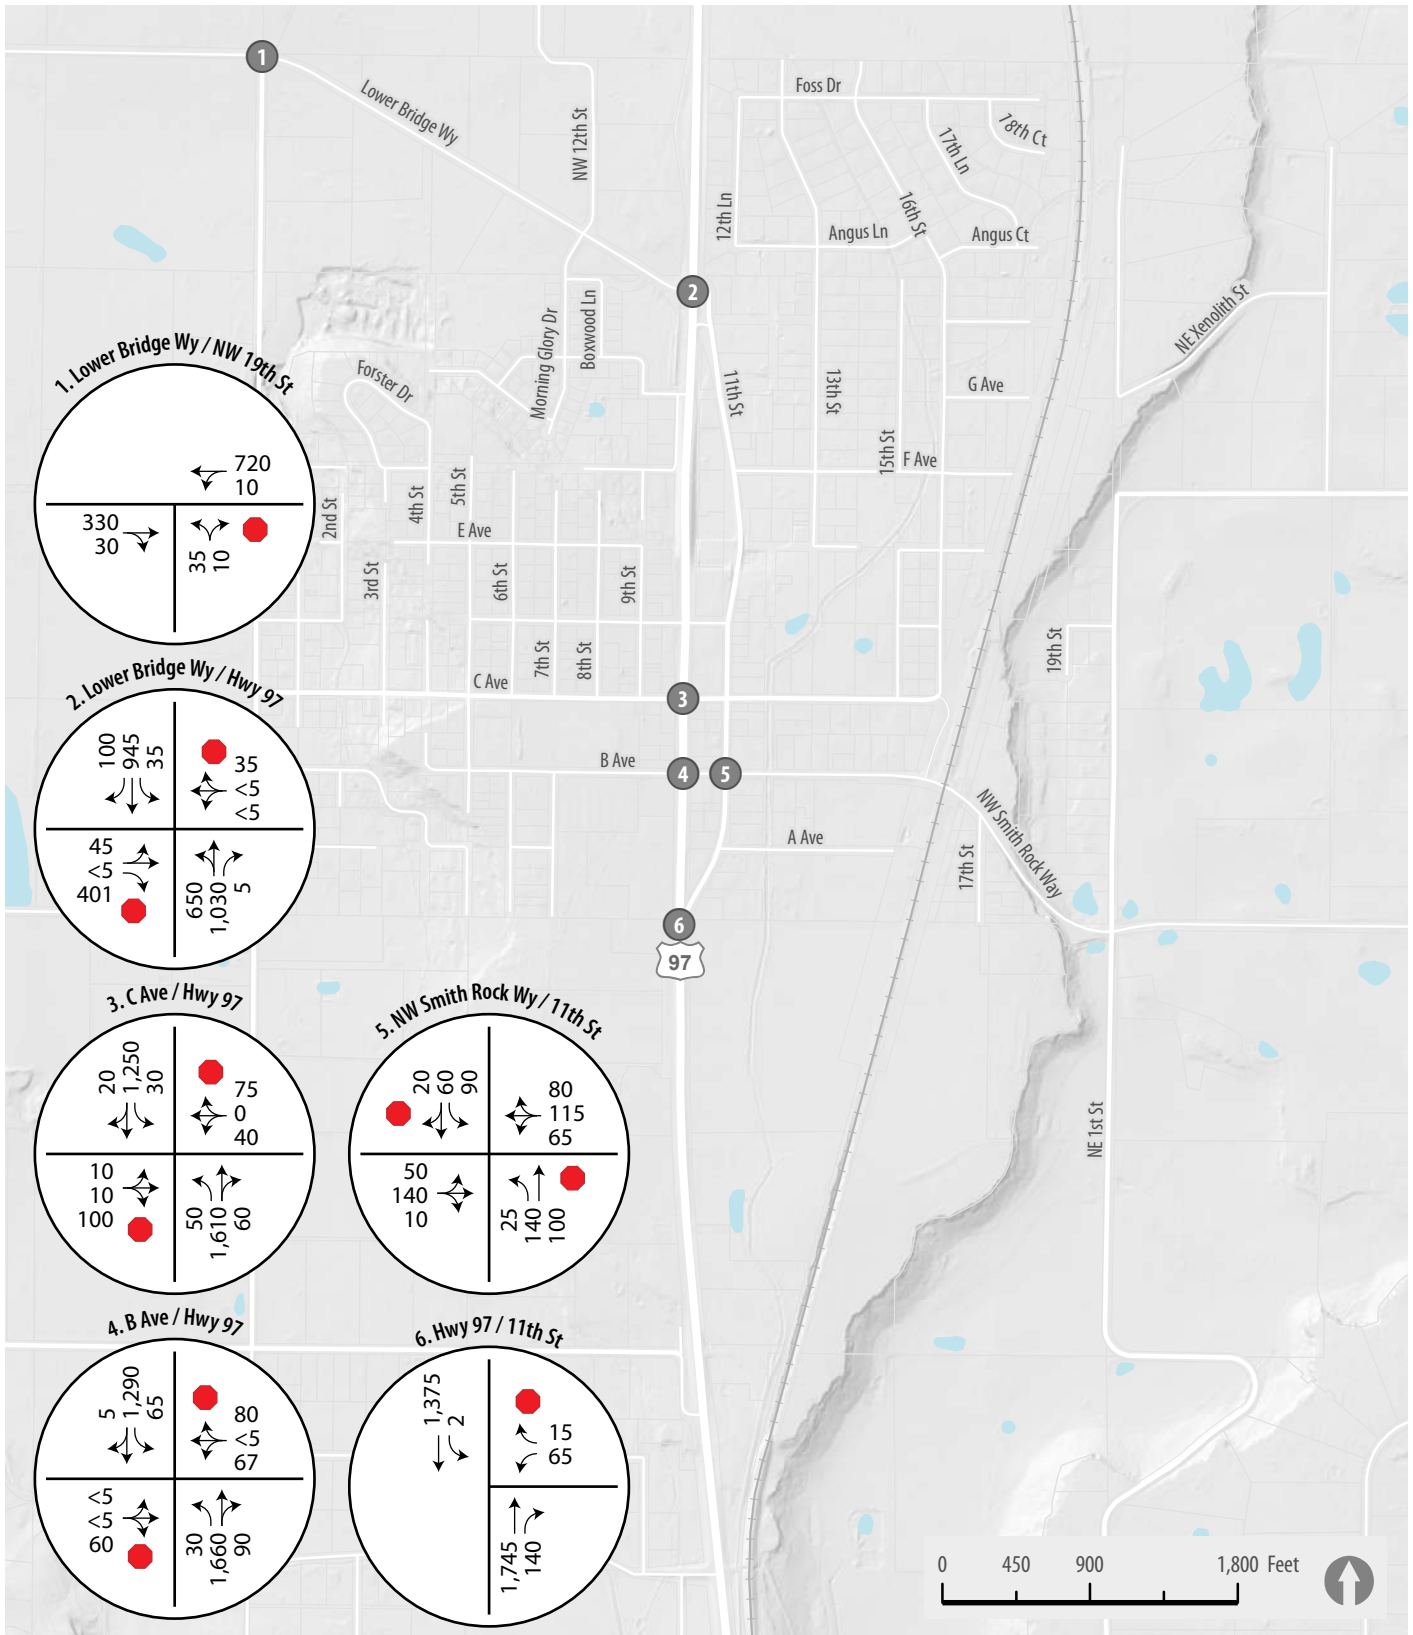 1
Lower Bridge Wy
NW 12th St
Foss Dr
18th Ct
17th Ln
16th St
12th Ln
Angus Ln
Angus Ct
2
NE Xenolith St
Morning Glory Dr
Boxwood Ln
Forster Dr
11th St
13th St
G Ave
15th St
F Ave
2nd St
4th St
5th St
E Ave
3rd St
6th St
9th St
7th St
8th St
19th St
C Ave
3
B Ave
4
5
NW Smith Rock Way
A Ave
17th St
6
97
NE 1st St
1. Lower Bridge Wy / NW 19th St
720
10
330
30
35
10
2. Lower Bridge Wy / Hwy 97
100
945
35
35
<5
<5
45
<5
401
650
1,030
5
3. C Ave / Hwy 97
20
1,250
30
75
0
40
10
10
100
50
1,610
60
4. B Ave / Hwy 97
5
1,290
65
80
<5
67
<5
<5
60
30
1,660
90
5. NW Smith Rock Wy / 11th St
20
60
90
80
115
65
50
140
10
25
140
100
6. Hwy 97 / 11th St
1,375
2
15
65
1,745
140
0 450 900 1,800 Feet